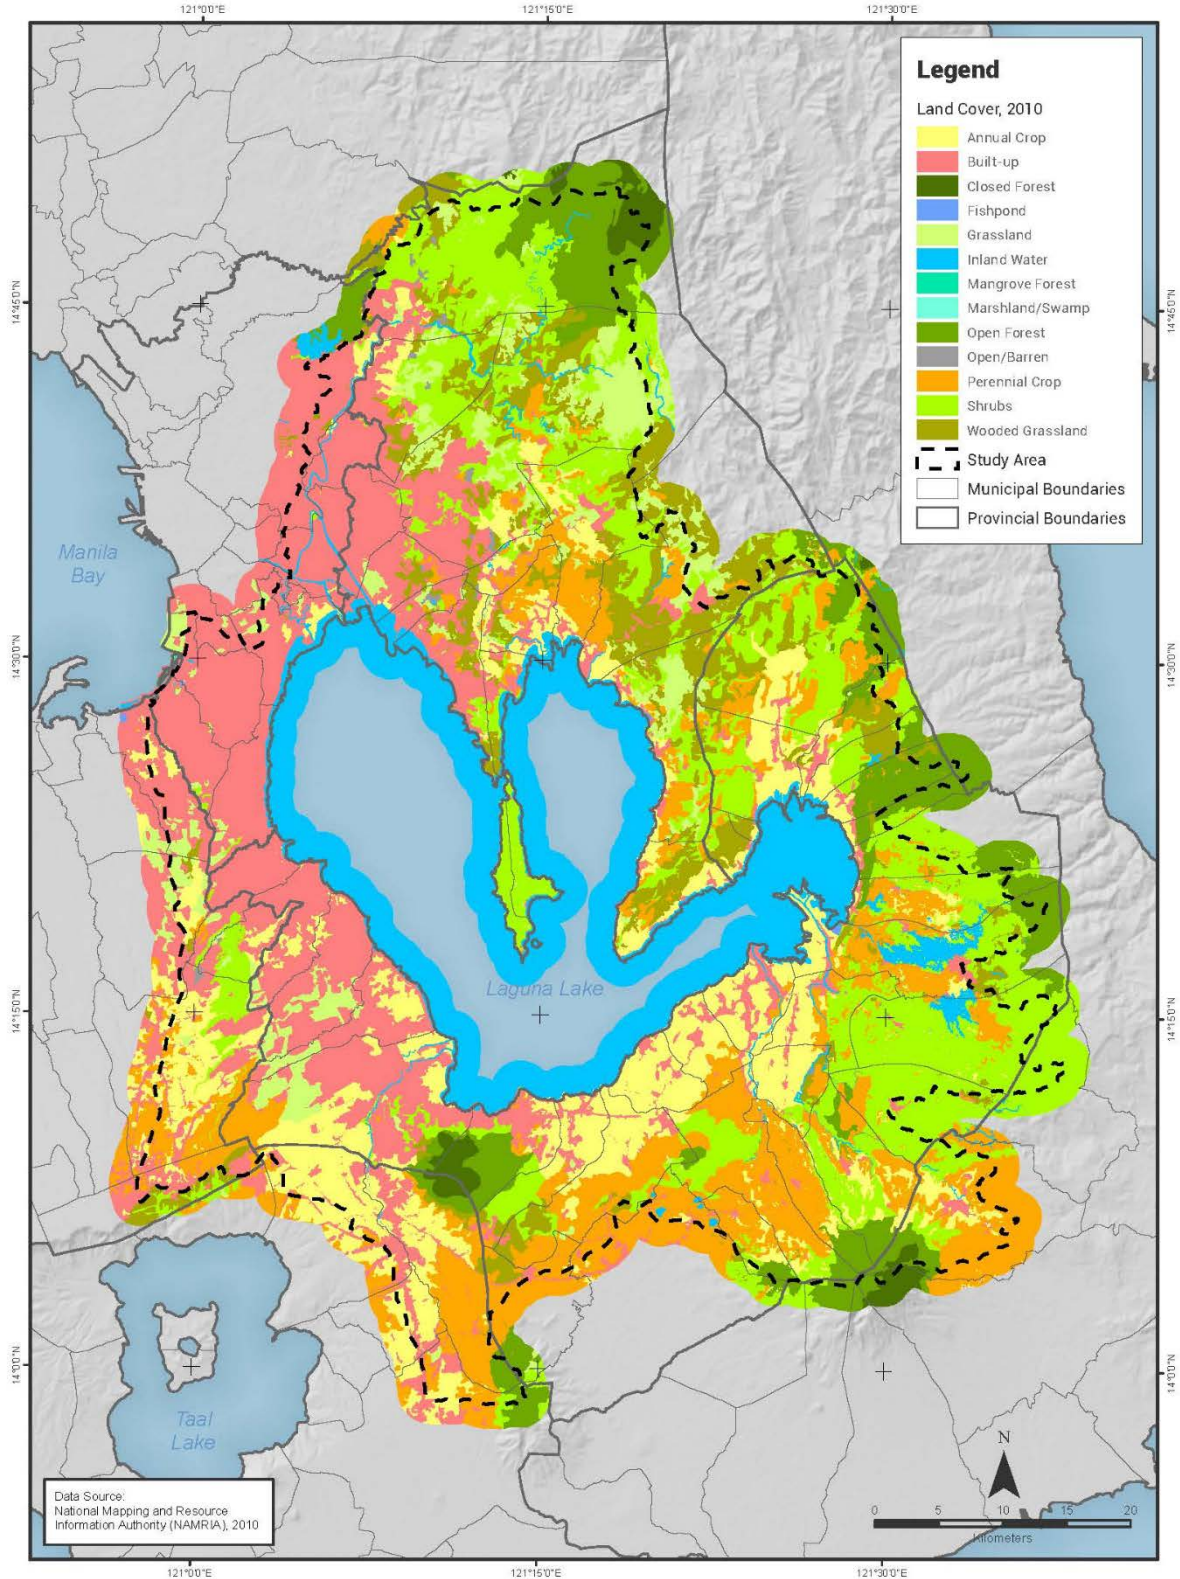 121°0'0"E
121°15'0"E
121°30'0"E
Legend
Land Cover, 2010
Annual Crop
Built-up
Closed Forest
Fishpond
Grassland
Inland Water
Mangrove Forest
Marshland/Swamp
Open Forest
Open/Barren
Perennial Crop
Shrubs
Wooded Grassland
Study Area
Municipal Boundaries
Provincial Boundaries
14°45'0"N
14°45'0"N
Manila
Bay
14°30'0"N
14°30'0"N
Laguna Lake
14°15'0"N
14°15'0"N
14°0'0"N
14°0'0"N
Taal
Lake
N
0 5 10 15 20
Kilometers
Data Source:
National Mapping and Resource
Information Authority (NAMRIA), 2010
121°0'0"E
121°15'0"E
121°30'0"E